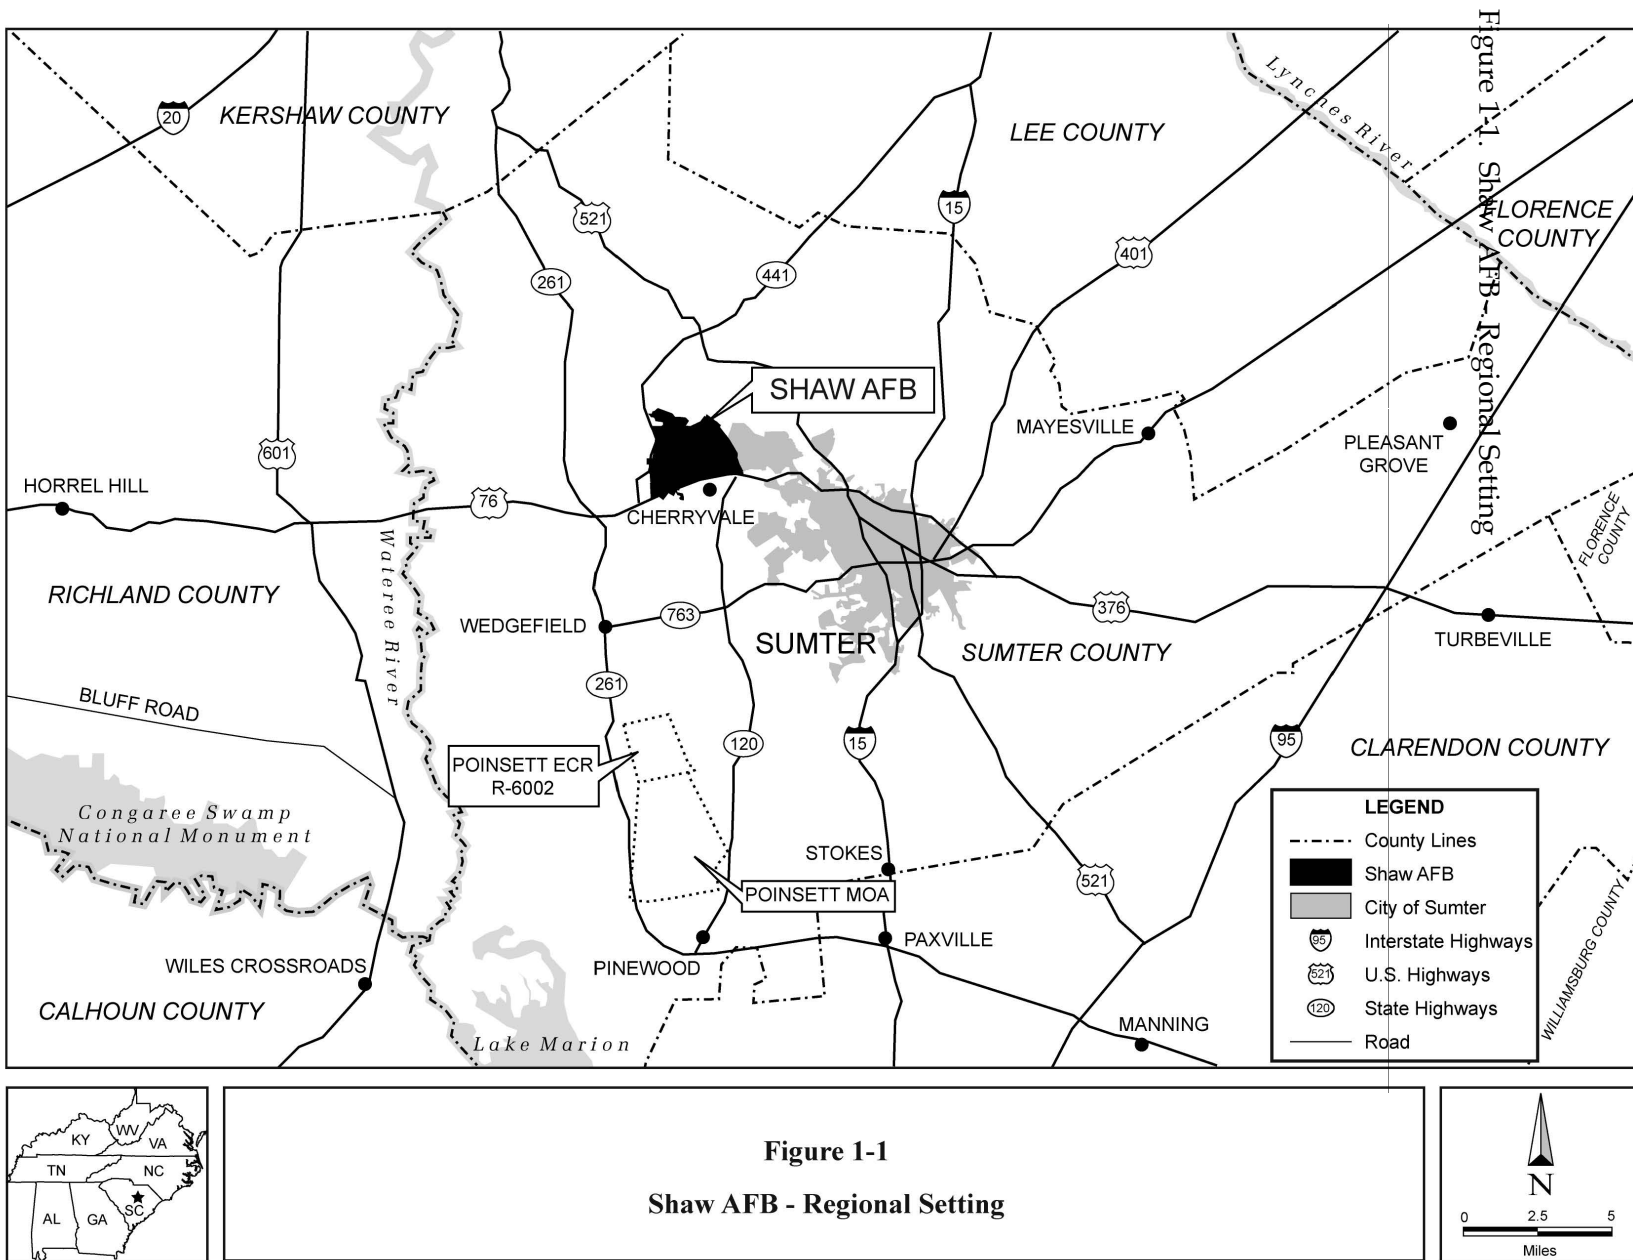 Figure 1-1.  Shaw AFB - Regional Setting
20
KERSHAW COUNTY
LEE COUNTY
Lynches River
FLORENCE
COUNTY
15
521
401
261
441
SHAW AFB
MAYESVILLE
PLEASANT
GROVE
601
HORREL HILL
76
CHERRYVALE
FLORENCE
COUNTY
Wateree River
RICHLAND COUNTY
WEDGEFIELD
763
376
SUMTER
SUMTER COUNTY
TURBEVILLE
261
BLUFF ROAD
120
15
95
CLARENDON COUNTY
POINSETT ECR
R-6002
Congaree Swamp
National Monument
STOKES
521
POINSETT MOA
PAXVILLE
PINEWOOD
WILES CROSSROADS
CALHOUN COUNTY
Lake Marion
MANNING
WILLIAMSBURG COUNTY
LEGEND
County Lines
Shaw AFB
City of Sumter
95 Interstate Highways
521 U.S. Highways
120 State Highways
Road
KY
WV
VA
TN
NC
SC
AL
GA
Figure 1-1
Shaw AFB - Regional Setting
N
0 2.5 5
Miles